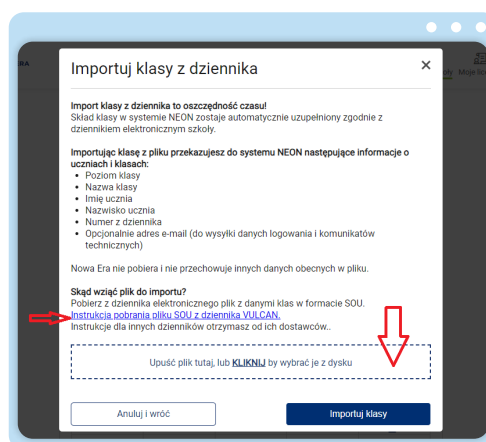 ERA
oły Moje lic
Importuj klasy z dziennika
Import klasy z dziennika to oszczędność czasu!
Skład klasy w systemie NEON zostaje automatycznie uzupełniony zgodnie z
dziennikiem elektronicznym szkoły.
Importując klasę z pliku przekazujesz do systemu NEON następujące informacje o
uczniach i klasach:
• Poziom klasy
• Nazwa klasy
• Imię ucznia
• Nazwisko ucznia
• Numer z dziennika
• Opcjonalnie adres e-mail (do wysyłki danych logowania i komunikatów
technicznych)
Nowa Era nie pobiera i nie przechowuje innych danych obecnych w pliku.
Skąd wziąć plik do importu?
Pobierz z dziennika elektronicznego plik z danymi klas w formacie SOU.
Instrukcja pobrania pliku SOU z dziennika VULCAN.
Instrukcje dla innych dzienników otrzymasz od ich dostawców..
Upuść plik tutaj, lub KLIKNIJ by wybrać je z dysku
Anuluj i wróć
Importuj klasy